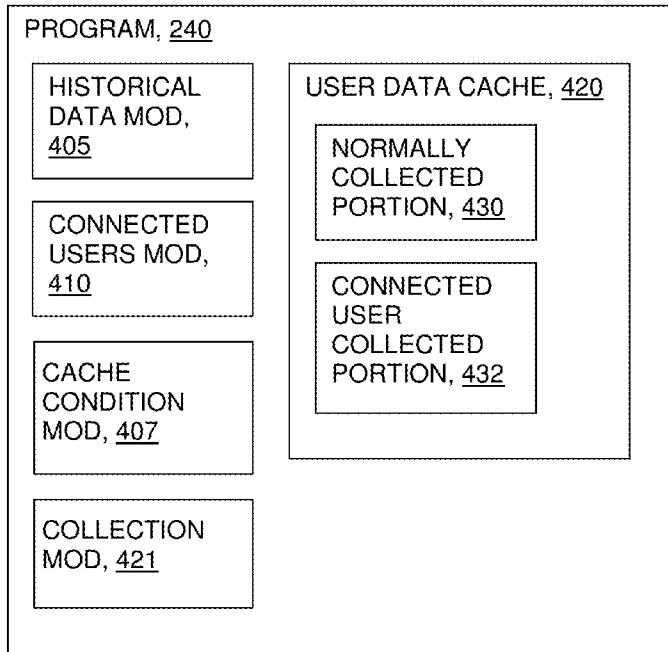 PROGRAM, 240
HISTORICAL
DATA MOD,
405
CONNECTED
USERS MOD,
410
CACHE
CONDITION
MOD, 407
COLLECTION
MOD, 421
USER DATA CACHE, 420
NORMALLY
COLLECTED
PORTION, 430
CONNECTED
USER
COLLECTED
PORTION, 432